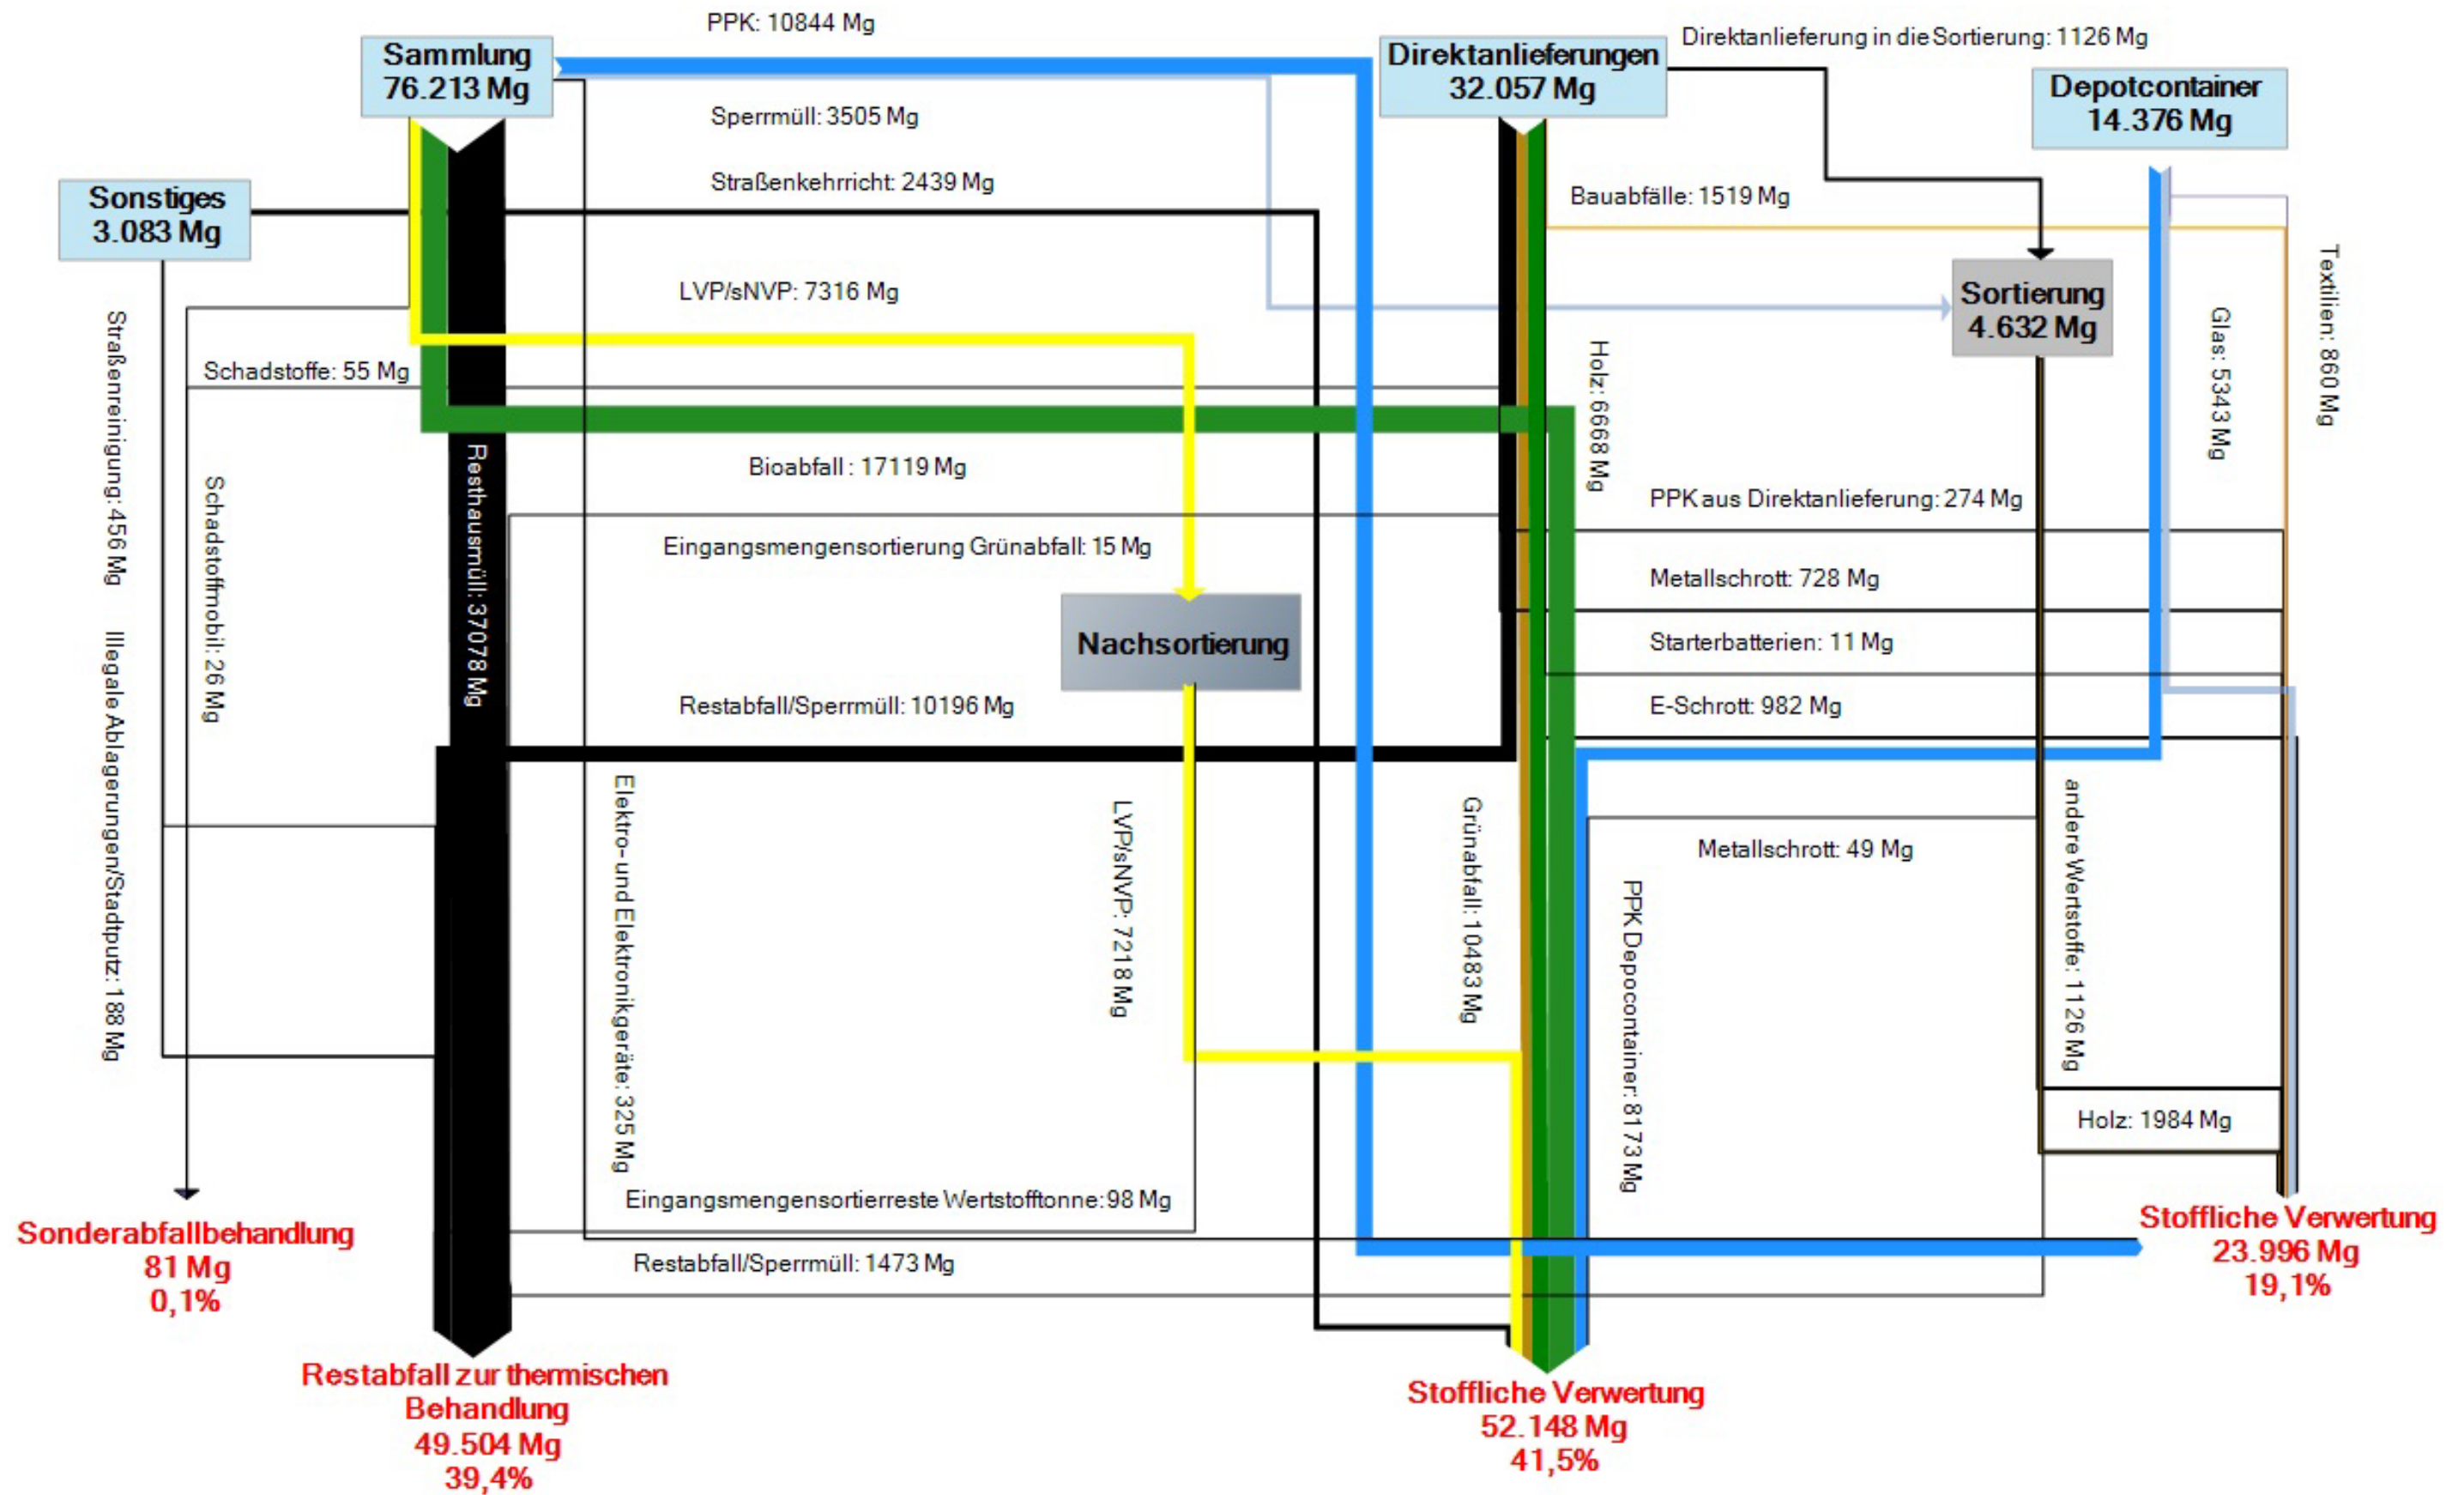 PPK: 10844 Mg
Sammlung
76.213 Mg
Direktanlieferungen
32.057 Mg
Direktanlieferung in die Sortierung: 1126 Mg
Depotcontainer
14.376 Mg
Sperrmüll: 3505 Mg
Straßenkehrricht: 2439 Mg
Sonstiges
3.083 Mg
Bauabfälle: 1519 Mg
LVP/sNVP: 7316 Mg
Sortierung
4.632 Mg
Textilien: 860 Mg
Glas: 5343 Mg
Straßenreinigung: 456 Mg
Schadstoffe: 55 Mg
Holz: 6668 Mg
Bioabfall : 17119 Mg
Resthausmüll: 37078 Mg
Schadstoffmobil: 26 Mg
PPK aus Direktanlieferung: 274 Mg
Eingangsmengensortierung Grünabfall: 15 Mg
Metallschrott: 728 Mg
Nachsortierung
Starterbatterien: 11 Mg
Illegale Ablagerungen/Stadtputz: 188 Mg
Restabfall/Sperrmüll: 10196 Mg
E-Schrott: 982 Mg
Elektro- und Elektronikgeräte: 325 Mg
LVP/sNVP: 7218 Mg
Grünabfall: 10483 Mg
Metallschrott: 49 Mg
andere Wertstoffe: 1126 Mg
PPK Depocontainer: 8173 Mg
Holz: 1984 Mg
Eingangsmengensortierreste Wertstofftonne: 98 Mg
Restabfall/Sperrmüll: 1473 Mg
Sonderabfallbehandlung
81 Mg
0,1%
Stoffliche Verwertung
23.996 Mg
19,1%
Restabfall zur thermischen
Behandlung
49.504 Mg
39,4%
Stoffliche Verwertung
52.148 Mg
41,5%